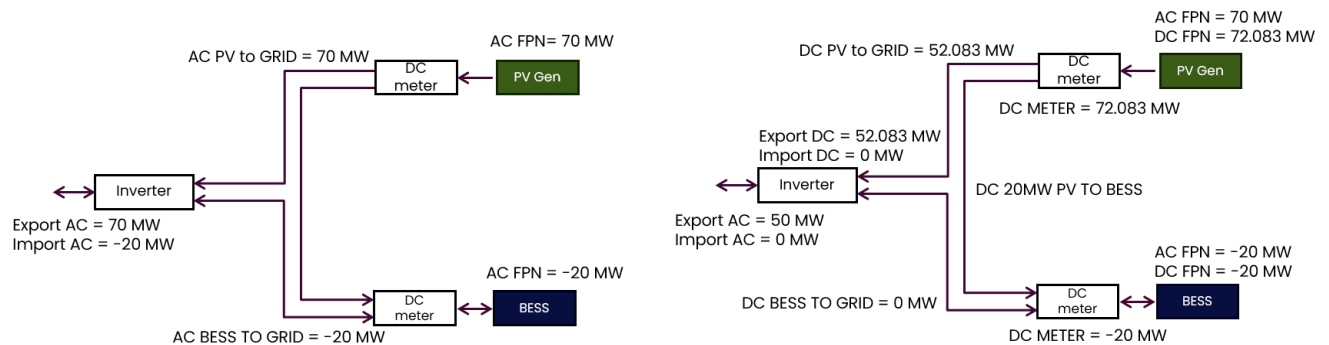 AC PV to GRID = 70 MW
AC FPN= 70 MW
DC
meter
PV Gen
Inverter
Export AC = 70 MW
Import AC = -20 MW
AC FPN = -20 MW
DC
meter
BESS
AC BESS TO GRID = -20 MW
AC FPN = 70 MW
DC FPN = 72.083 MW
DC PV to GRID = 52.083 MW
DC
meter
PV Gen
DC METER = 72.083 MW
Export DC = 52.083 MW
Import DC = 0 MW
Inverter
DC 20MW PV TO BESS
Export AC = 50 MW
Import AC = 0 MW
AC FPN = -20 MW
DC FPN = -20 MW
DC BESS TO GRID = 0 MW
DC
meter
BESS
DC METER = -20 MW